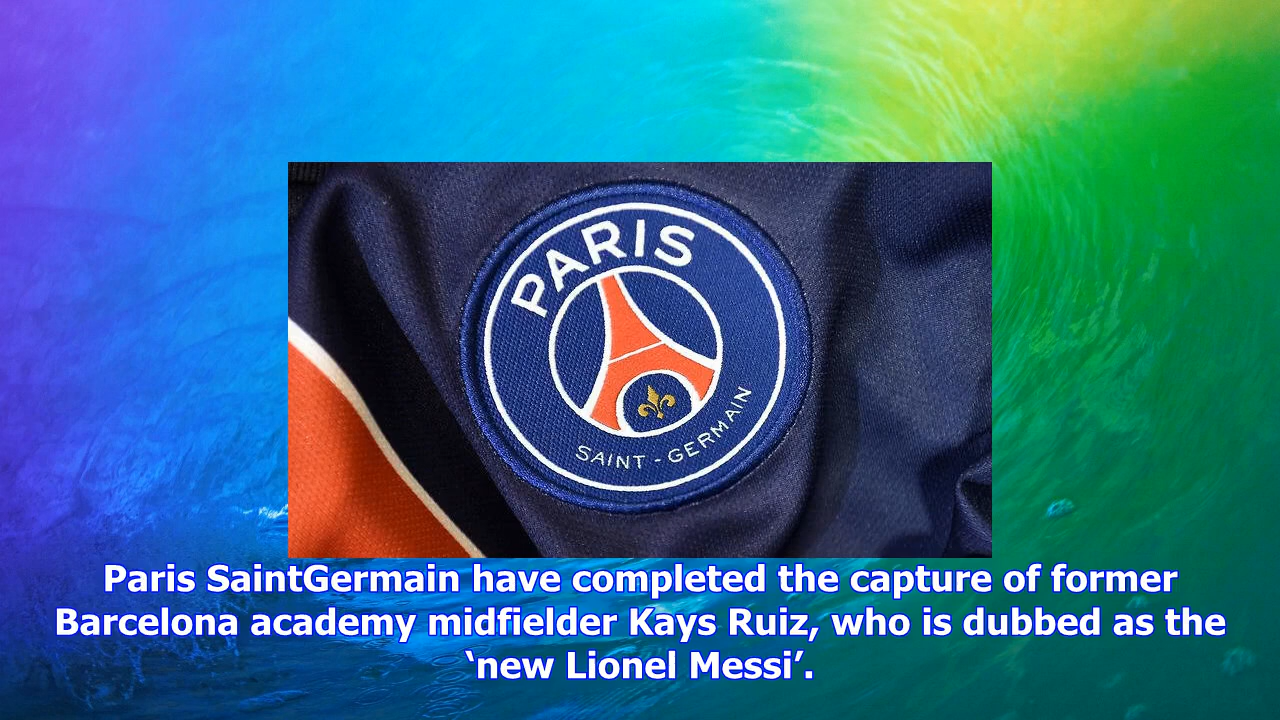 PARIS
SAINT-GERMAIN
Paris SaintGermain have completed the capture of former
Barcelona academy midfielder Kays Ruiz, who is dubbed as the
‘new Lionel Messi’.